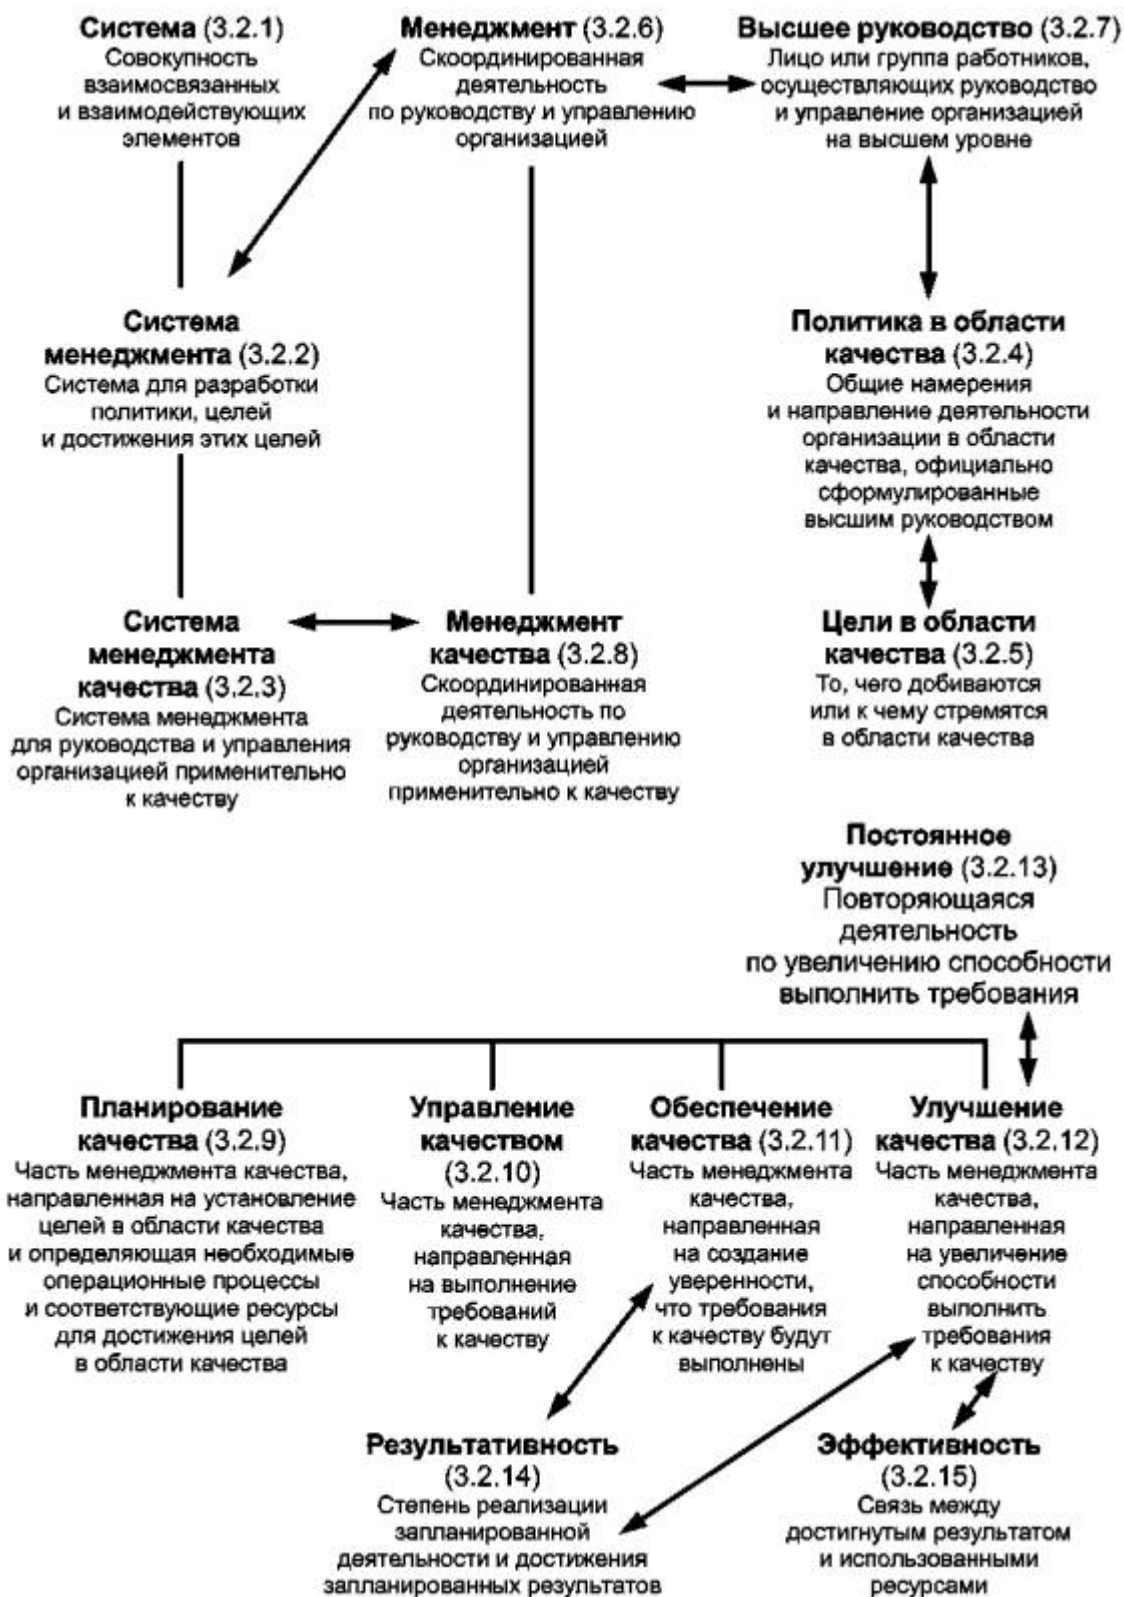 Система (3.2.1)
Совокупность
взаимосвязанных
и взаимодействующих
элементов
Менеджмент (3.2.6)
Скоординированная
деятельность
по руководству и управлению
организацией
Высшее руководство (3.2.7)
Лицо или группа работников,
осуществляющих руководство
и управление организацией
на высшем уровне
Система
менеджмента (3.2.2)
Система для разработки
политики, целей
и достижения этих целей
Политика в области
качества (3.2.4)
Общие намерения
и направление деятельности
организации в области
качества, официально
сформулированные
высшим руководством
Система
менеджмента
качества (3.2.3)
Система менеджмента
для руководства и управления
организацией применительно
к качеству
Менеджмент
качества (3.2.8)
Скоординированная
деятельность по
руководству и управлению
организацией
применительно к качеству
Цели в области
качества (3.2.5)
То, чего добиваются
или к чему стремятся
в области качества
Постоянное
улучшение (3.2.13)
Повторяющаяся
деятельность
по увеличению способности
выполнить требования
Планирование
качества (3.2.9)
Часть менеджмента качества,
направленная на установление
целей в области качества
и определяющая необходимые
операционные процессы
и соответствующие ресурсы
для достижения целей
в области качества
Управление
качеством
(3.2.10)
Часть менеджмента
качества,
направленная
на выполнение
требований
к качеству
Обеспечение
качества (3.2.11)
Часть менеджмента
качества,
направленная
на создание
уверенности,
что требования
к качеству будут
выполнены
Улучшение
качества (3.2.12)
Часть менеджмента
качества,
направленная
на увеличение
способности
выполнить
требования
к качеству
Результативность
(3.2.14)
Степень реализации
запланированной
деятельности и достижения
запланированных результатов
Эффективность
(3.2.15)
Связь между
достигнутым результатом
и использованными
ресурсами